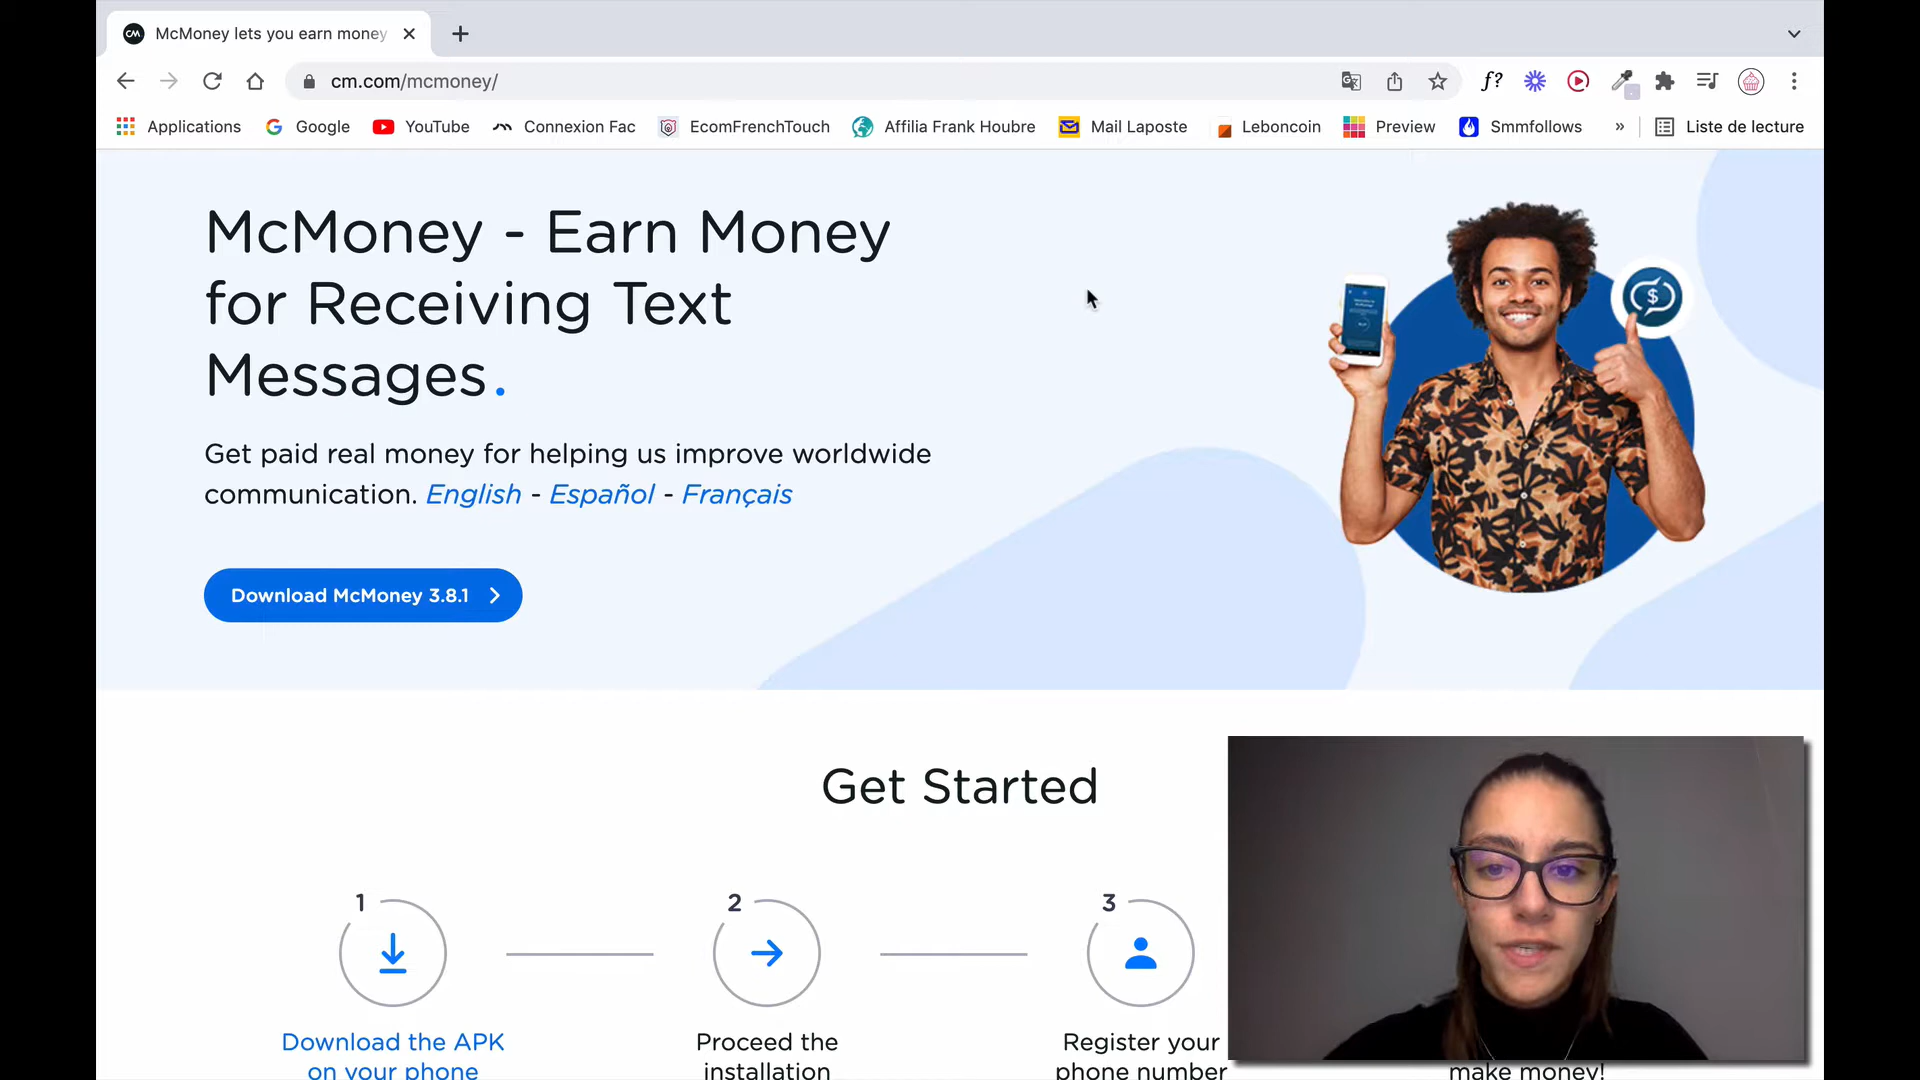 CM McMoney lets you earn money
cm.com/mcmoney/
f?
Applications Google YouTube Connexion Fac EcomFrenchTouch Affilia Frank Houbre Mail Laposte Leboncoin Preview Smmfollows » Liste de lecture
McMoney - Earn Money
for Receiving Text
Messages.
Get paid real money for helping us improve worldwide
communication. English - Español - Français
Download McMoney 3.8.1
$
Get Started
1 2 3
Download the APK
on your phone
Proceed the
installation
Register your
phone number
make money!